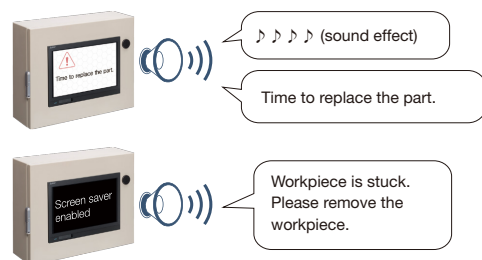 ♪ ♪ ♪ ♪ (sound effect)
Time to replace the part.
Time to replace the part.
Screen saver
enabled
Workpiece is stuck.
Please remove the
workpiece.